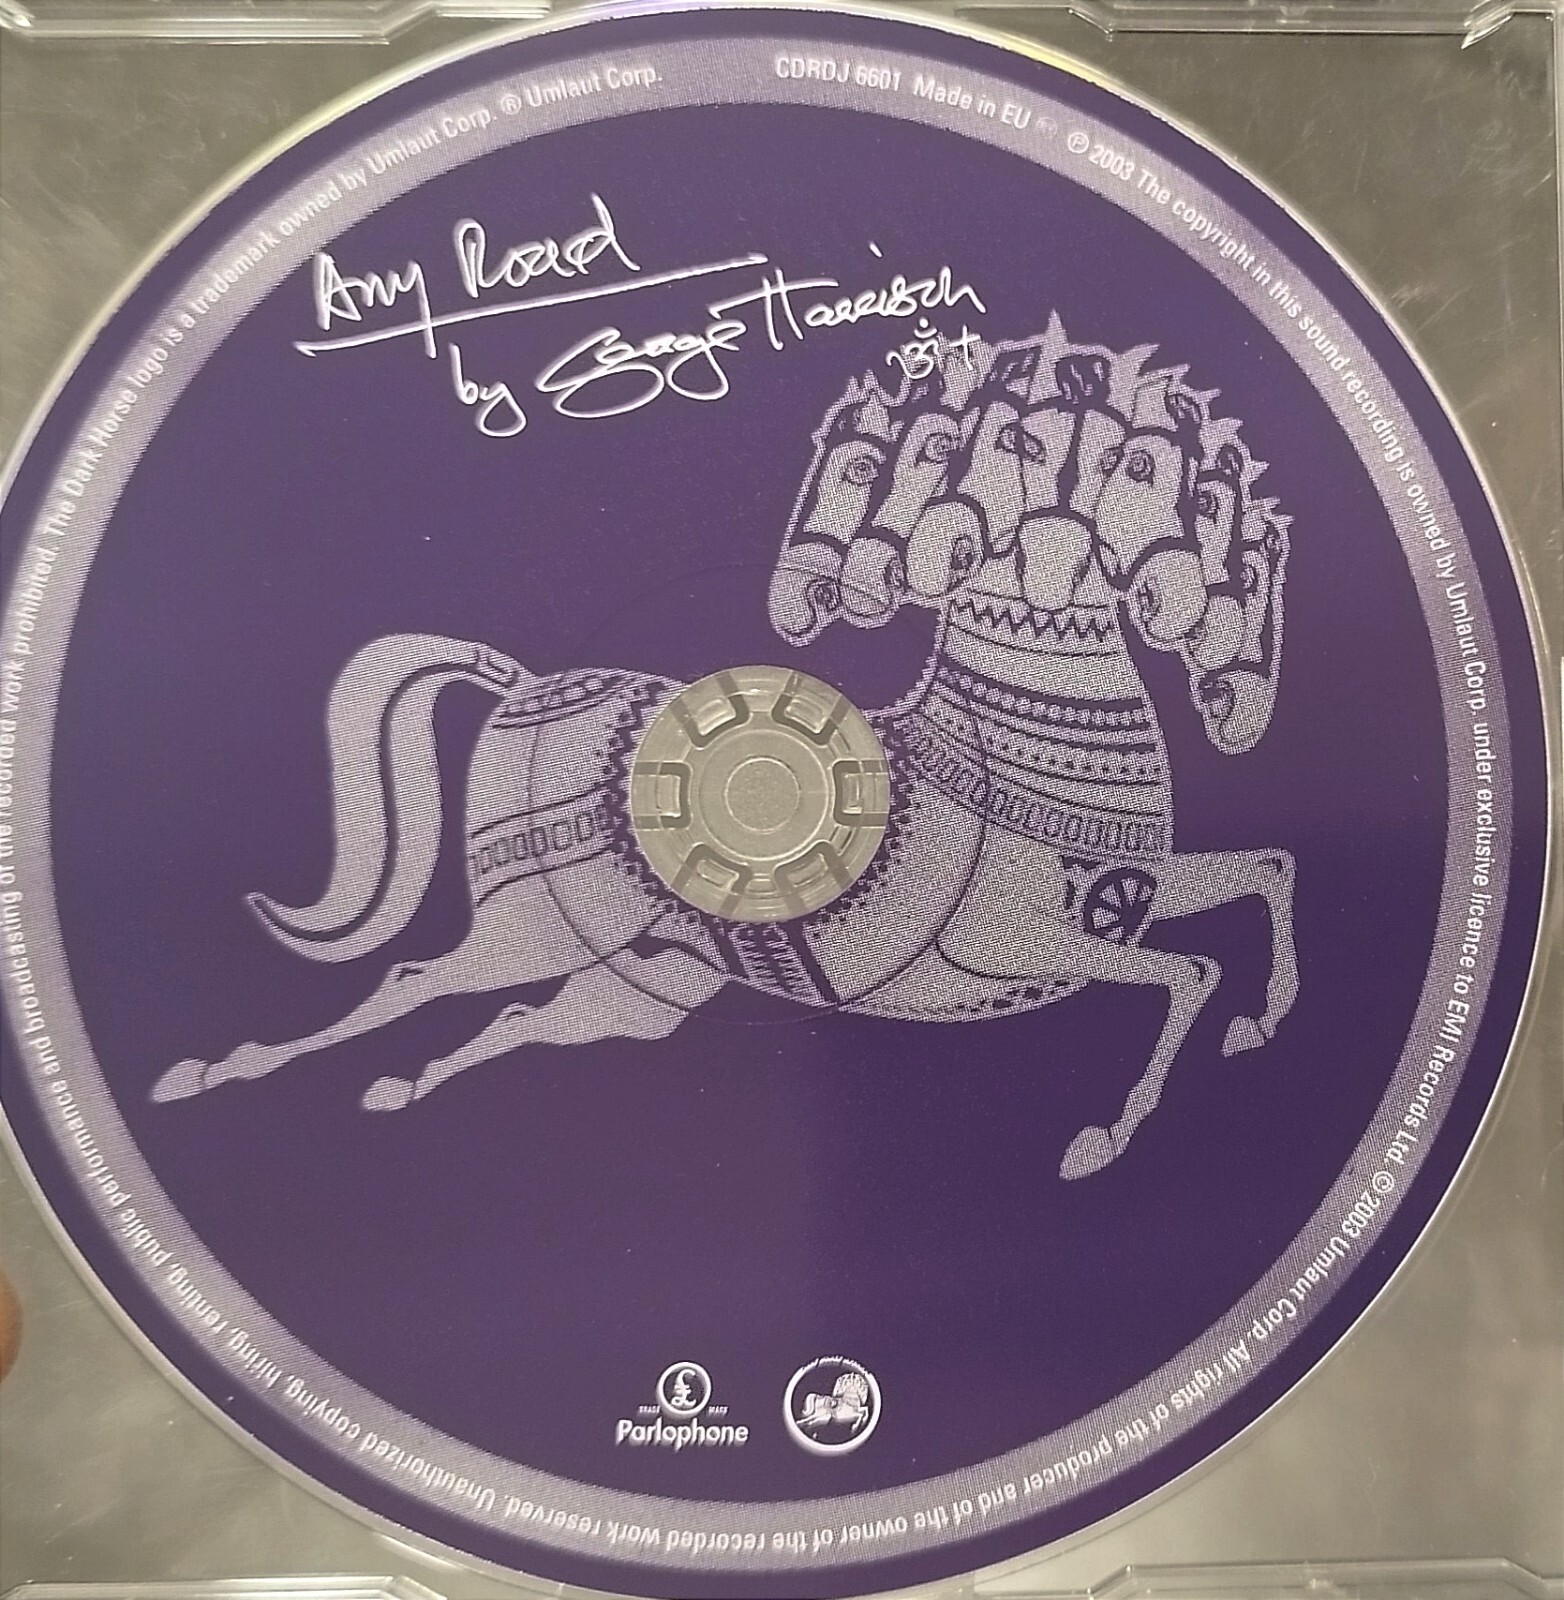 Any Road
by George Harrison
ॐ
CDRDJ 6601 Made in EU ℗ 2003 The copyright in this sound recording is owned by Umlaut Corp. under exclusive licence to EMI Records Ltd. © 2003 Umlaut Corp. All rights of the producer and of the owner of the recorded work reserved. Unauthorized copying, hiring, renting, public performance and broadcasting of the recorded work prohibited. The Dark Horse logo is a trademark owned by Umlaut Corp. ® Umlaut Corp.
£
TRADE MARK
Parlophone